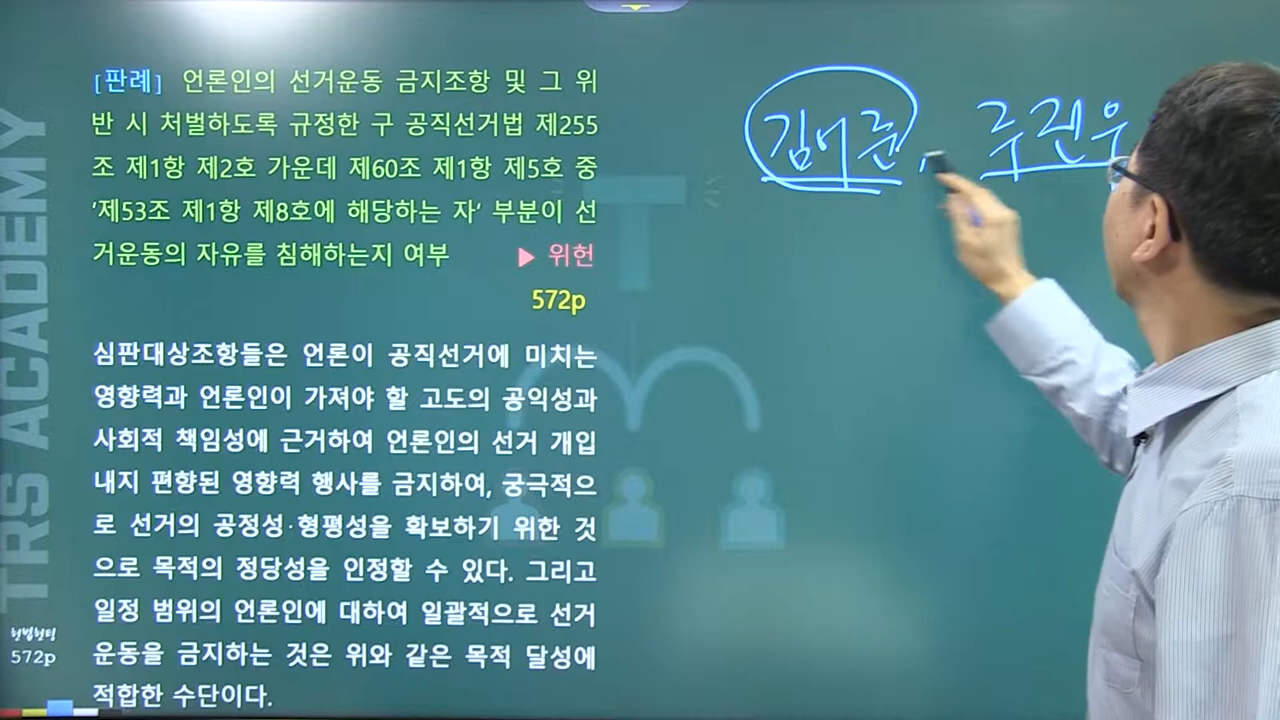 [판례] 언론인의 선거운동 금지조항 및 그 위
반 시 처벌하도록 규정한 구 공직선거법 제255
조 제1항 제2호 가운데 제60조 제1항 제5호 중
'제53조 제1항 제8호에 해당하는 자' 부분이 선
거운동의 자유를 침해하는지 여부 ▶ 위헌
572p
심판대상조항들은 언론이 공직선거에 미치는
영향력과 언론인이 가져야 할 고도의 공익성과
사회적 책임성에 근거하여 언론인의 선거 개입
내지 편향된 영향력 행사를 금지하여, 궁극적으
로 선거의 공정성·형평성을 확보하기 위한 것
으로 목적의 정당성을 인정할 수 있다. 그리고
일정 범위의 언론인에 대하여 일괄적으로 선거
운동을 금지하는 것은 위와 같은 목적 달성에
적합한 수단이다.
김어준, 주진우
TRS ACADEMY
572p